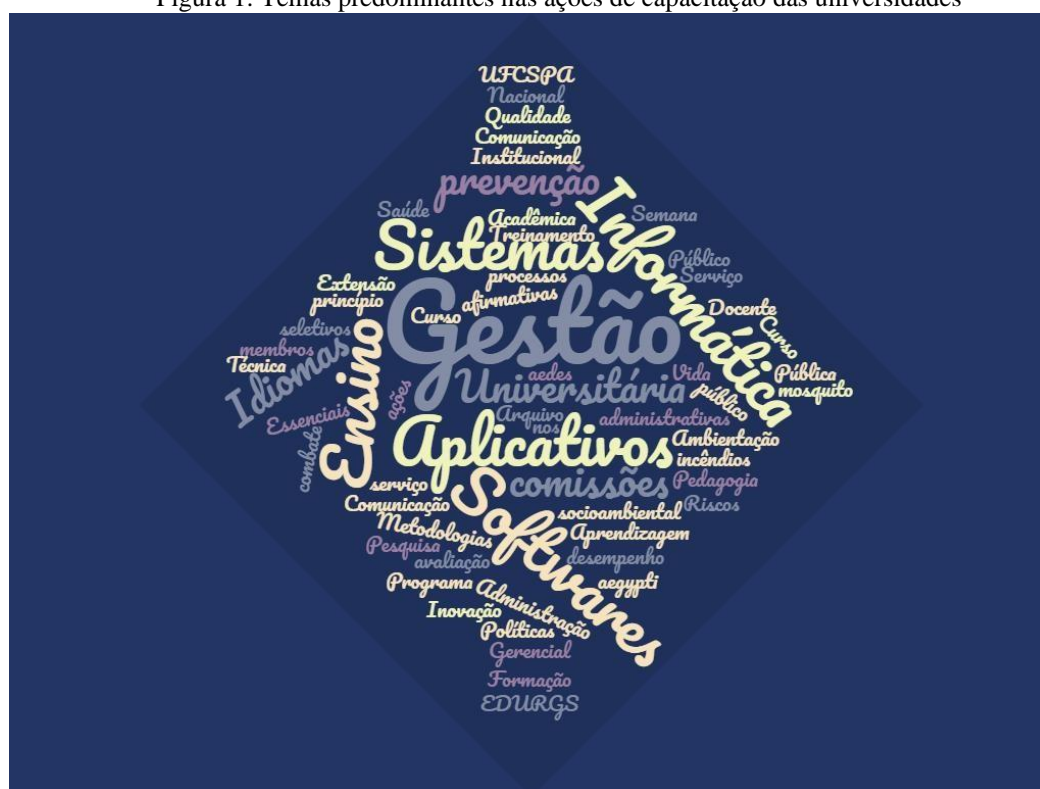 Figura 1: Temas predominantes nas ações de capacitação das universidades
UFCSPA
Nacional
Qualidade
Comunicação
Institucional
prevenção
Informática
Saúde
Acadêmica
Semana
Treinamento
Sistemas
Público
Serviço
processos
Extensão
princípio
afirmativas
Curso
Gestão
Docente
Curso
seletivos
membros
Técnica
Idiomas
Ensino
Universitária
aedes
Vida
público
Pública
mosquito
Essenciais
ações
Arquivo
nos
administrativas
Aplicativos
Ambientação
incêndios
combate
serviço
comissões
Pedagogia
Comunicação
Softwares
socioambiental
Riscos
Metodologias
Aprendizagem
Pesquisa
avaliação
desempenho
Programa
Administração
aegypti
Inovação
Políticas
Gerencial
Formação
EDURGS